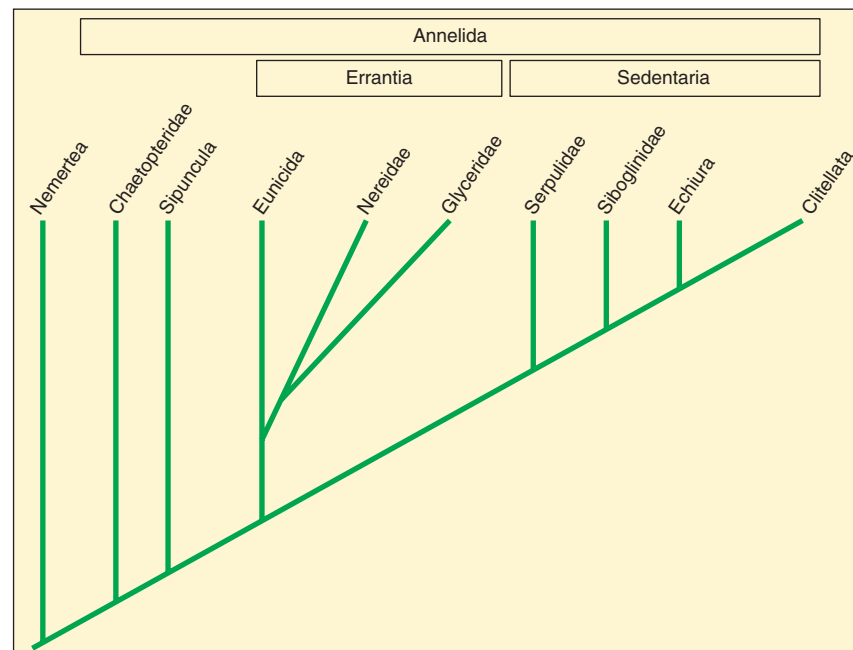 Annelida
Errantia
Sedentaria
Nemertea
Chaetopteridae
Sipuncula
Eunicida
Nereidae
Glyceridae
Serpulidae
Siboglinidae
Echiura
Clitellata